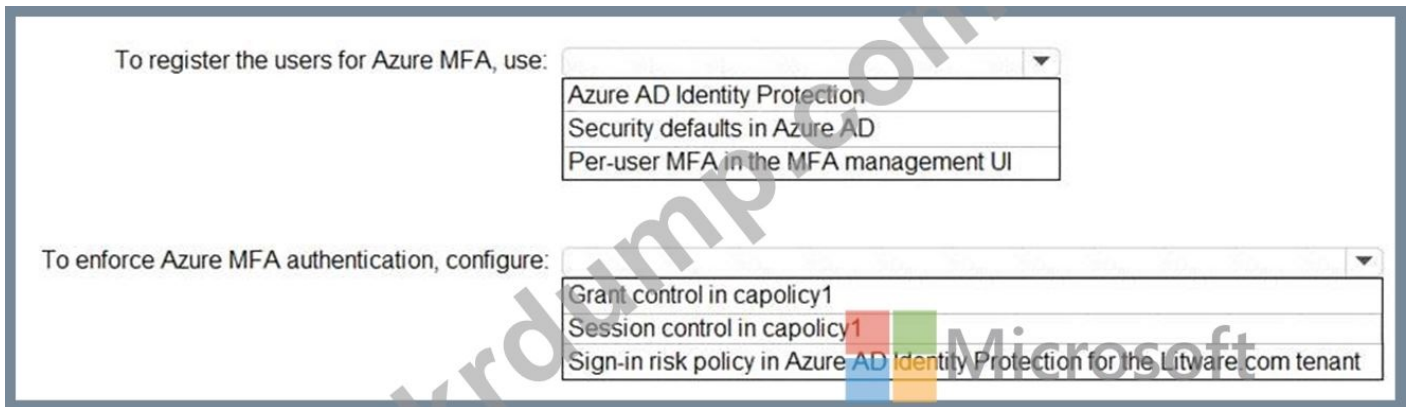 To register the users for Azure MFA, use:
Azure AD Identity Protection
Security defaults in Azure AD
Per-user MFA in the MFA management UI
To enforce Azure MFA authentication, configure:
Grant control in capolicy1
Session control in capolicy1
Sign-in risk policy in Azure AD Identity Protection for the Litware.com tenant
Microsoft
krdump.com